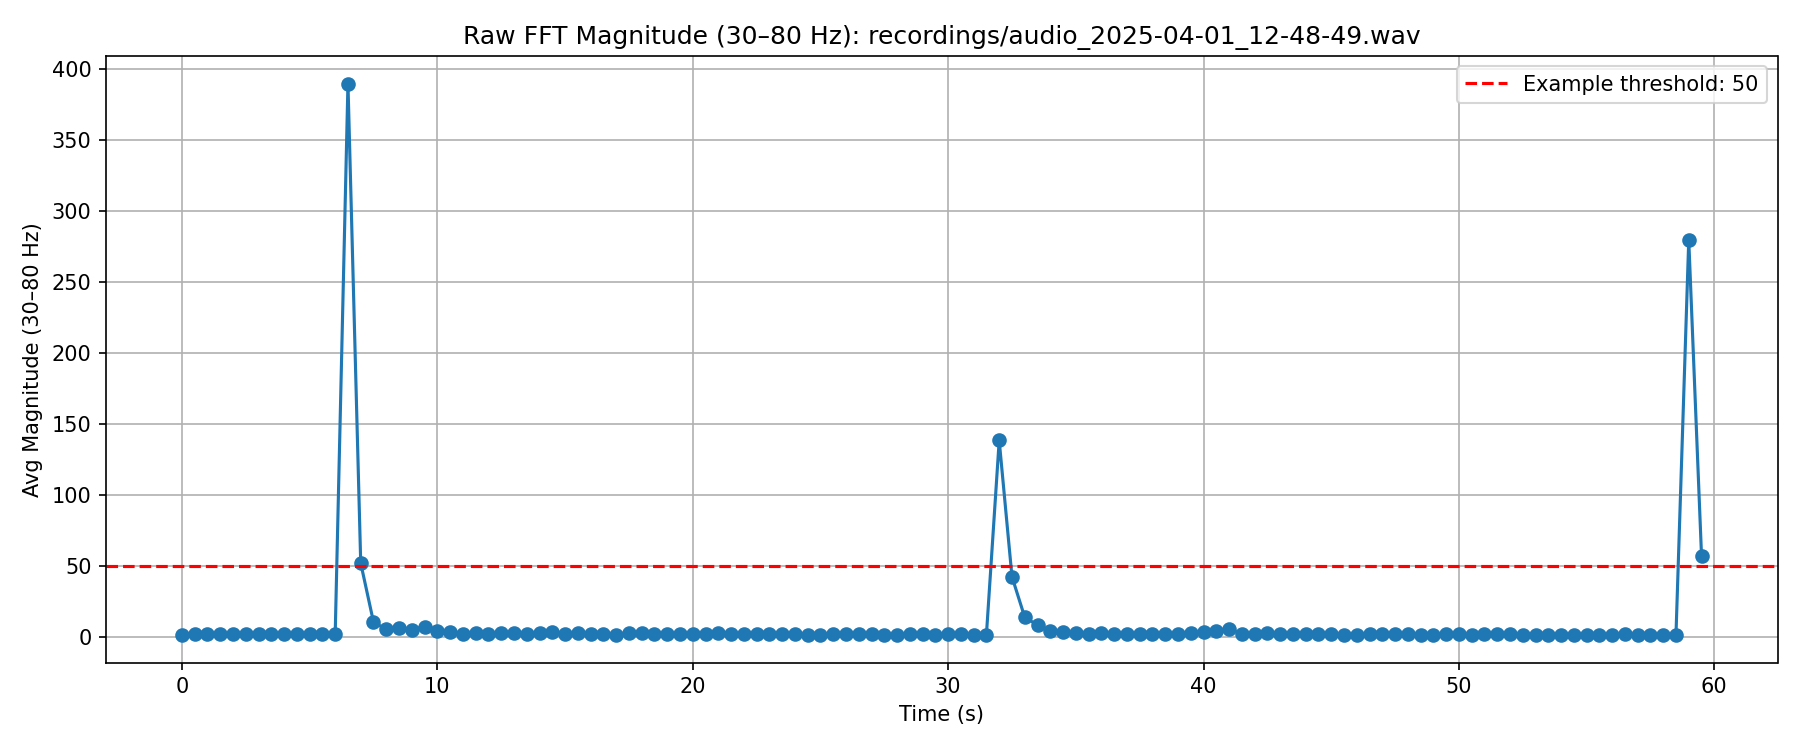 Raw FFT Magnitude (30–80 Hz): recordings/audio_2025-04-01_12-48-49.wav
Example threshold: 50
Avg Magnitude (30–80 Hz)
400
350
300
250
200
150
100
50
0
0 10 20 30 40 50 60
Time (s)